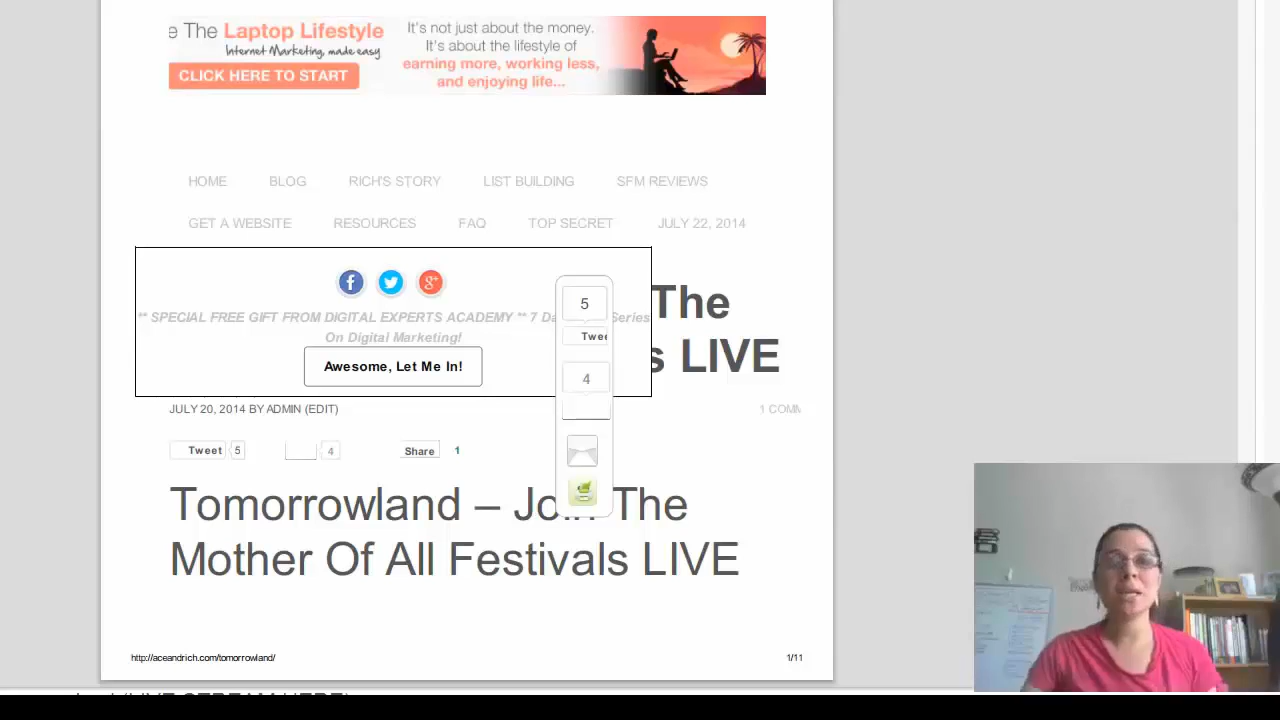 e The Laptop Lifestyle
Internet Marketing, made easy
CLICK HERE TO START
It's not just about the money.
It's about the lifestyle of
earning more, working less,
and enjoying life...
HOME BLOG RICH'S STORY LIST BUILDING SFM REVIEWS
GET A WEBSITE RESOURCES FAQ TOP SECRET JULY 22, 2014
The
s LIVE
** SPECIAL FREE GIFT FROM DIGITAL EXPERTS ACADEMY ** 7 Da Series
On Digital Marketing!
Awesome, Let Me In!
5
Twee
4
JULY 20, 2014 BY ADMIN (EDIT) 1 COMM
Tweet 5 4 Share 1
Tomorrowland – Join The
Mother Of All Festivals LIVE
http://aceandrich.com/tomorrowland/ 1/11